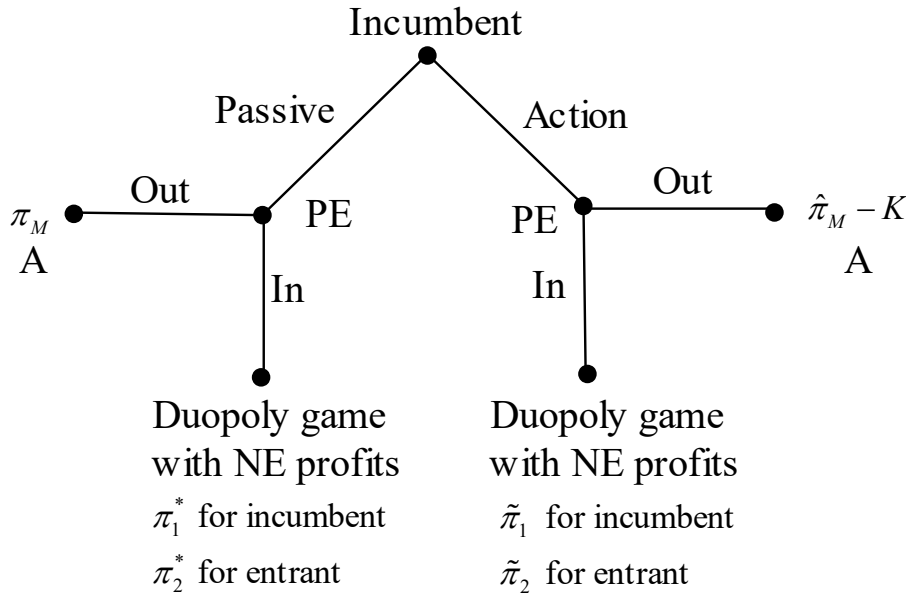 Incumbent
Passive
Action
Out
Out
π_M
A
PE
PE
π̂_M − K
A
In
In
Duopoly game
with NE profits
π₁* for incumbent
π₂* for entrant
Duopoly game
with NE profits
π̃₁ for incumbent
π̃₂ for entrant